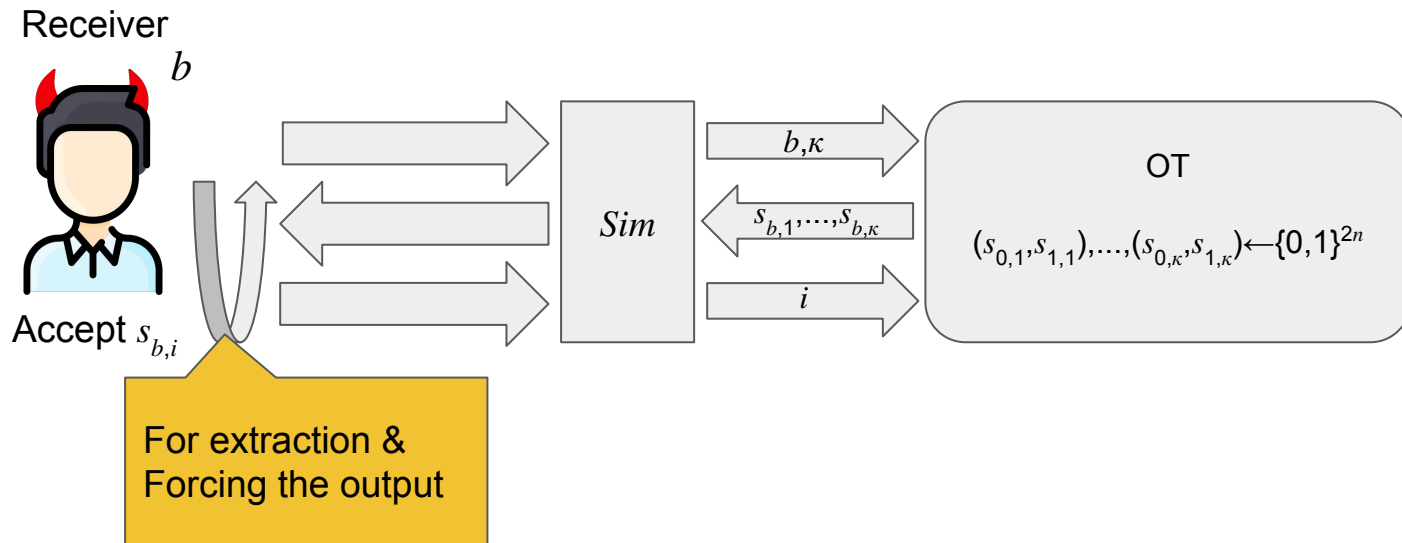 Receiver
b
Accept s_{b,i}
For extraction &
Forcing the output
Sim
b,κ
s_{b,1},...,s_{b,κ}
i
OT
(s_{0,1},s_{1,1}),...,(s_{0,κ},s_{1,κ})←{0,1}^{2n}